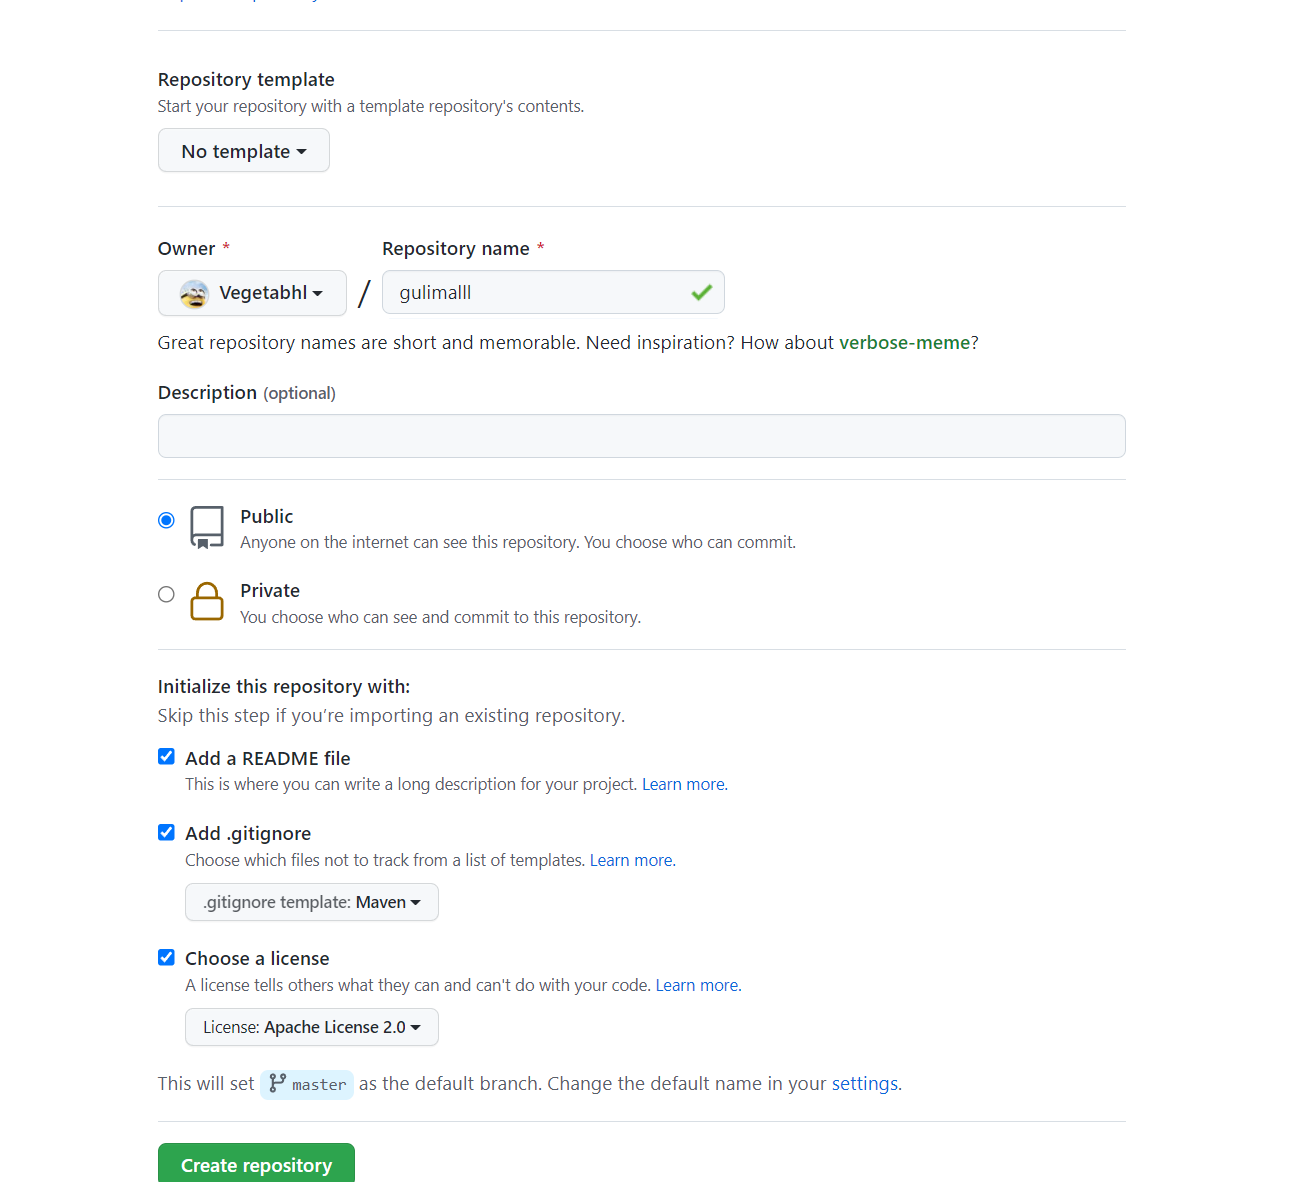 Repository template
Start your repository with a template repository's contents.
No template
Owner * Repository name *
Vegetabhl / gulimalll
Great repository names are short and memorable. Need inspiration? How about verbose-meme?
Description (optional)
Public
Anyone on the internet can see this repository. You choose who can commit.
Private
You choose who can see and commit to this repository.
Initialize this repository with:
Skip this step if you’re importing an existing repository.
Add a README file
This is where you can write a long description for your project. Learn more.
Add .gitignore
Choose which files not to track from a list of templates. Learn more.
.gitignore template: Maven
Choose a license
A license tells others what they can and can't do with your code. Learn more.
License: Apache License 2.0
This will set master as the default branch. Change the default name in your settings.
Create repository